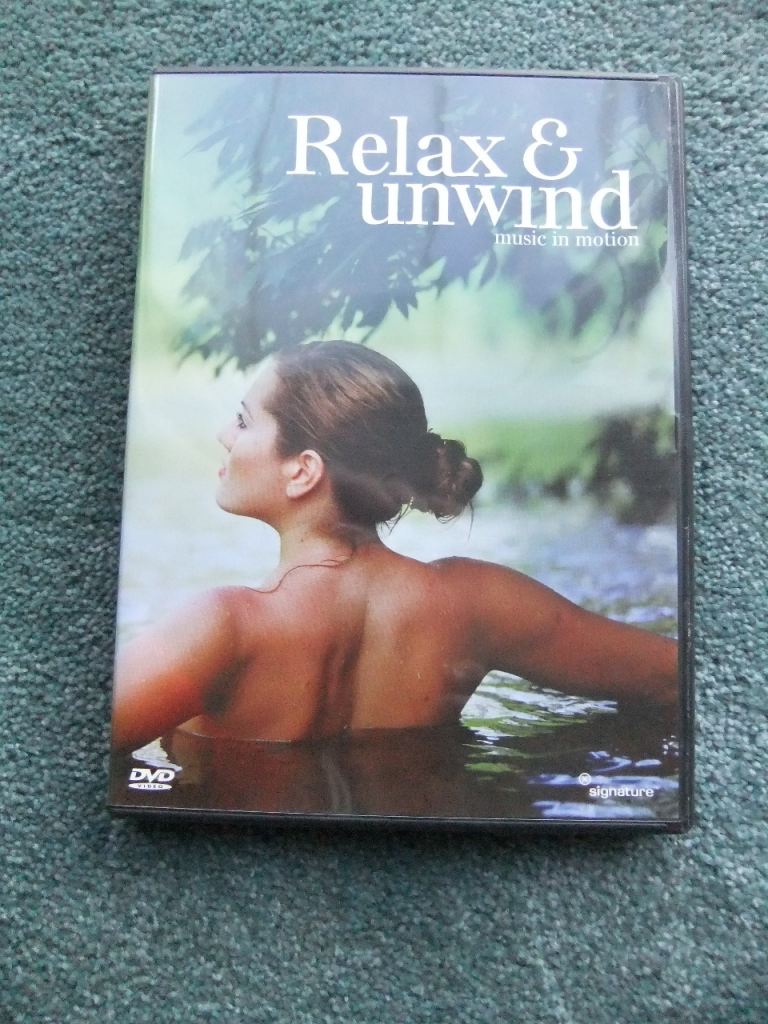 Relax &
unwind
music in motion
DVD
VIDEO
signature